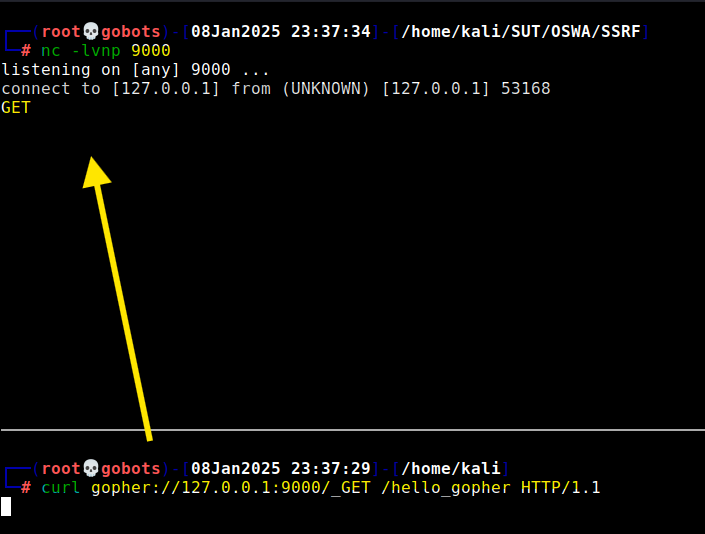 ┌──(root💀gobots)-[08Jan2025 23:37:34]-[/home/kali/SUT/OSWA/SSRF]
└─# nc -lvnp 9000
listening on [any] 9000 ...
connect to [127.0.0.1] from (UNKNOWN) [127.0.0.1] 53168
GET
┌──(root💀gobots)-[08Jan2025 23:37:29]-[/home/kali]
└─# curl gopher://127.0.0.1:9000/_GET /hello_gopher HTTP/1.1